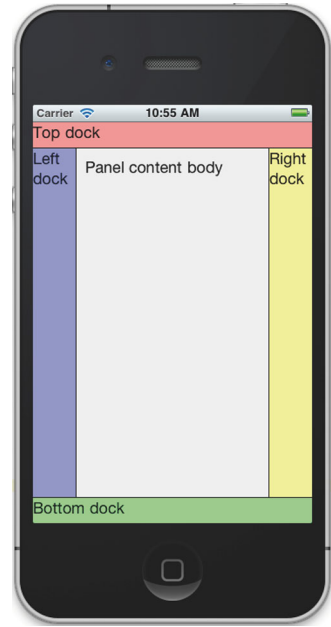 Carrier 10:55 AM
Top dock
Left
dock
Panel content body
Right
dock
Bottom dock